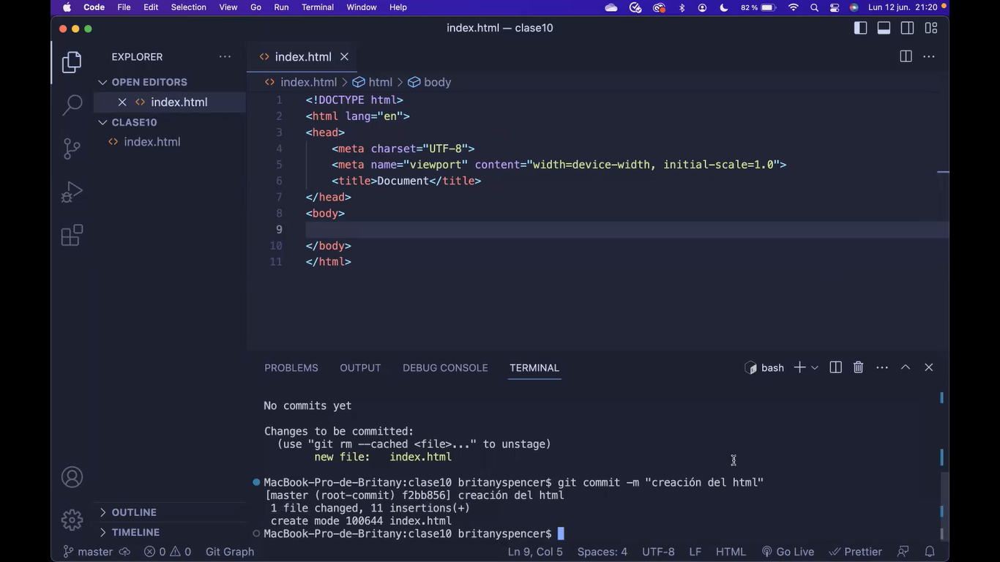 Code File Edit Selection View Go Run Terminal Window Help 82 % Lun 12 jun. 21:20
index.html — clase10
EXPLORER
index.html
OPEN EDITORS
index.html
CLASE10
index.html
index.html > html > body
1 <!DOCTYPE html>
2 <html lang="en">
3 <head>
4 <meta charset="UTF-8">
5 <meta name="viewport" content="width=device-width, initial-scale=1.0">
6 <title>Document</title>
7 </head>
8 <body>
9
10 </body>
11 </html>
PROBLEMS OUTPUT DEBUG CONSOLE TERMINAL bash
No commits yet
Changes to be committed:
(use "git rm --cached <file>..." to unstage)
new file: index.html
MacBook-Pro-de-Britany:clase10 britanyspencer$ git commit -m "creación del html"
[master (root-commit) f2bb856] creación del html
1 file changed, 11 insertions(+)
create mode 100644 index.html
MacBook-Pro-de-Britany:clase10 britanyspencer$
OUTLINE
TIMELINE
master 0 0 Git Graph Ln 9, Col 5 Spaces: 4 UTF-8 LF HTML Go Live Prettier